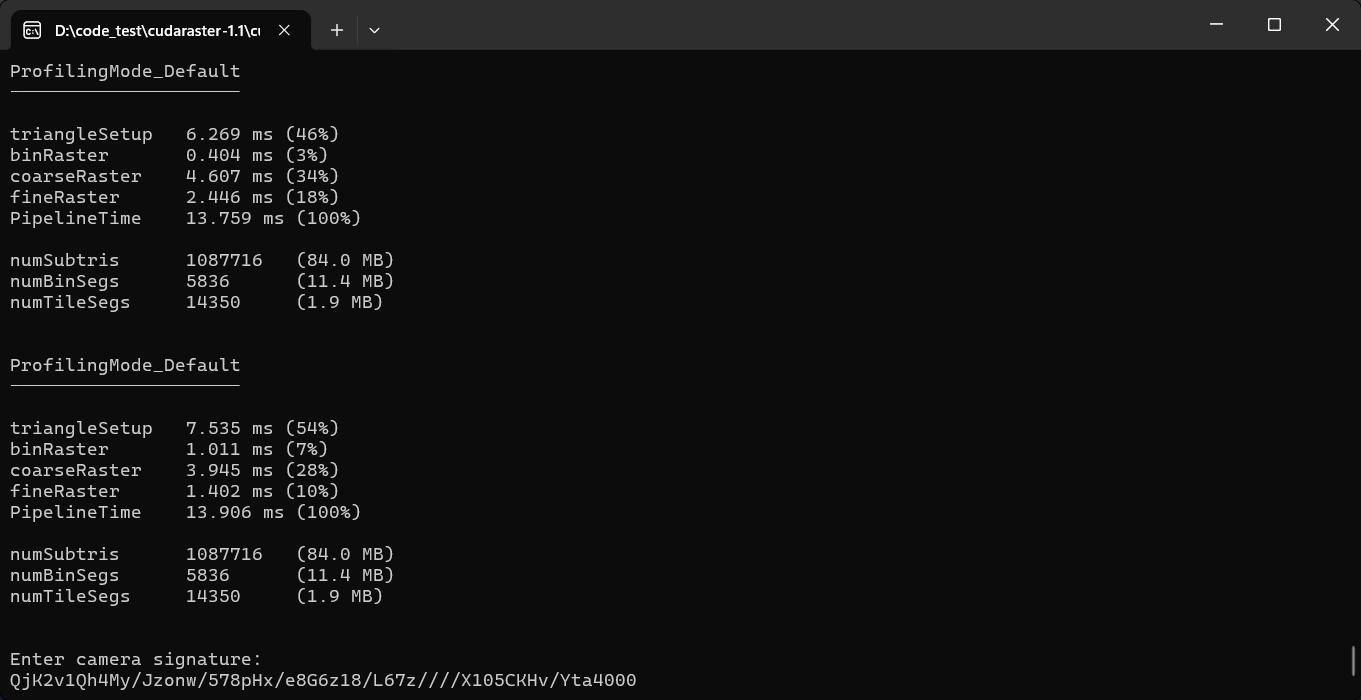 D:\code_test\cudaraster-1.1\cu
ProfilingMode_Default
triangleSetup 6.269 ms (46%)
binRaster 0.404 ms (3%)
coarseRaster 4.607 ms (34%)
fineRaster 2.446 ms (18%)
PipelineTime 13.759 ms (100%)
numSubtris 1087716 (84.0 MB)
numBinSegs 5836 (11.4 MB)
numTileSegs 14350 (1.9 MB)
ProfilingMode_Default
triangleSetup 7.535 ms (54%)
binRaster 1.011 ms (7%)
coarseRaster 3.945 ms (28%)
fineRaster 1.402 ms (10%)
PipelineTime 13.906 ms (100%)
numSubtris 1087716 (84.0 MB)
numBinSegs 5836 (11.4 MB)
numTileSegs 14350 (1.9 MB)
Enter camera signature:
QjK2v1Qh4My/Jzonw/578pHx/e8G6z18/L67z////X105CKHv/Yta4000